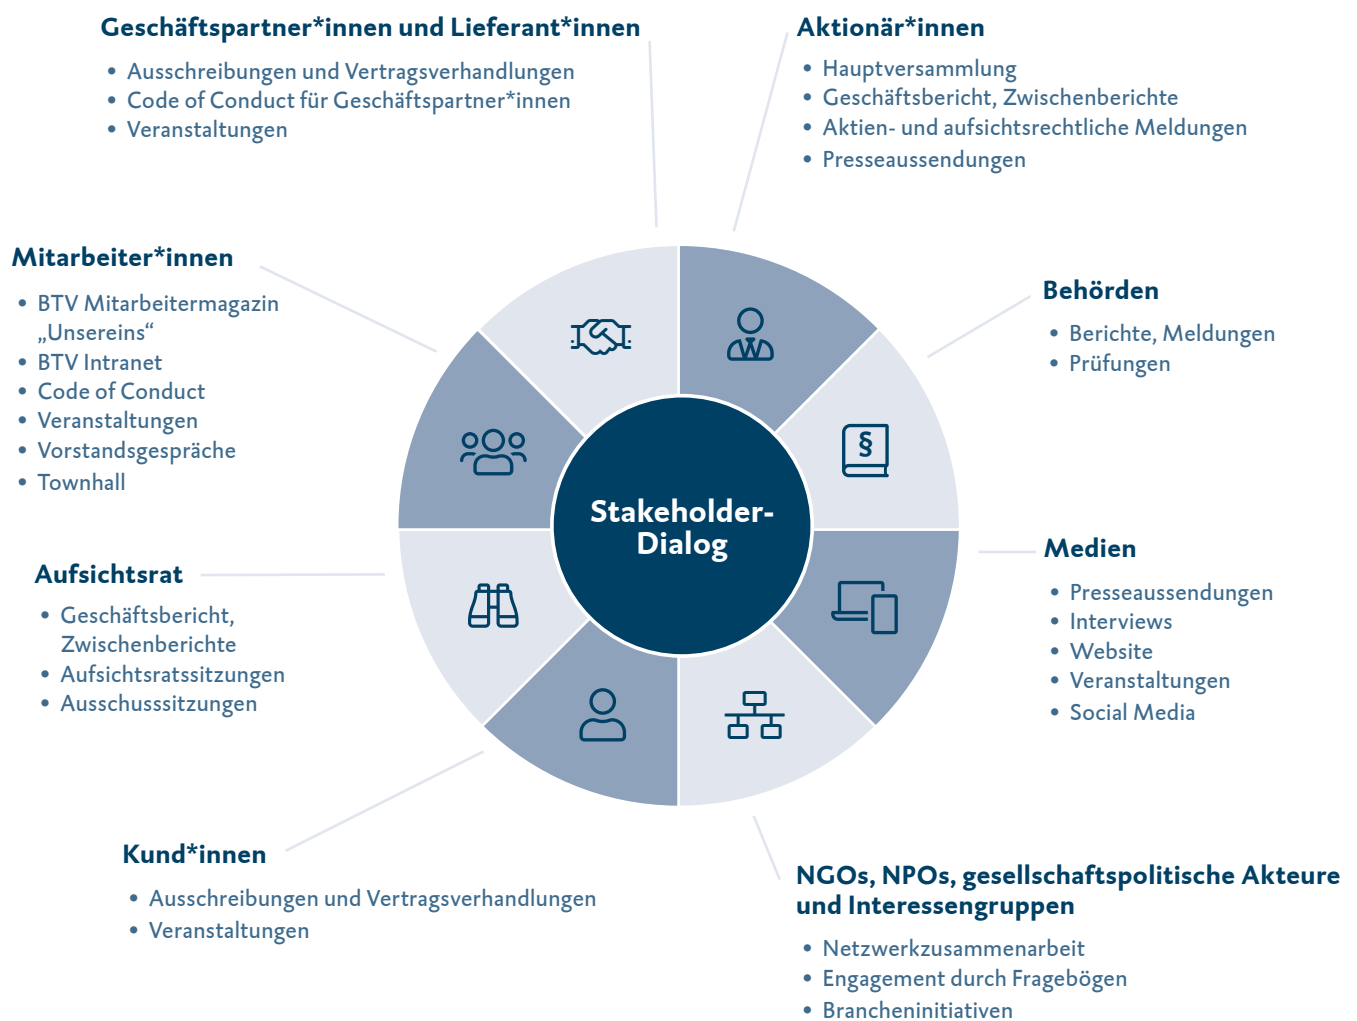 Geschäftspartner*innen und Lieferant*innen
• Ausschreibungen und Vertragsverhandlungen
• Code of Conduct für Geschäftspartner*innen
• Veranstaltungen
Aktionär*innen
• Hauptversammlung
• Geschäftsbericht, Zwischenberichte
• Aktien- und aufsichtsrechtliche Meldungen
• Presseaussendungen
Mitarbeiter*innen
• BTV Mitarbeitermagazin
„Unsereins“
• BTV Intranet
• Code of Conduct
• Veranstaltungen
• Vorstandsgespräche
• Townhall
Behörden
• Berichte, Meldungen
• Prüfungen
§
Stakeholder-
Dialog
Aufsichtsrat
• Geschäftsbericht,
Zwischenberichte
• Aufsichtsratssitzungen
• Ausschusssitzungen
Medien
• Presseaussendungen
• Interviews
• Website
• Veranstaltungen
• Social Media
Kund*innen
• Ausschreibungen und Vertragsverhandlungen
• Veranstaltungen
NGOs, NPOs, gesellschaftspolitische Akteure
und Interessengruppen
• Netzwerkzusammenarbeit
• Engagement durch Fragebögen
• Brancheninitiativen